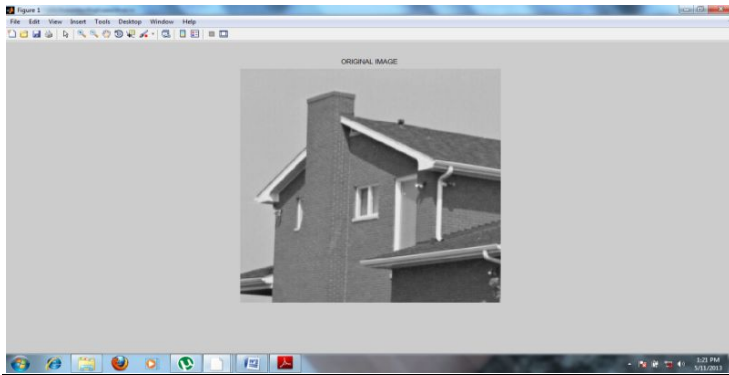 Figure 1
File Edit View Insert Tools Desktop Window Help
ORIGINAL IMAGE
1:21 PM
5/11/2013